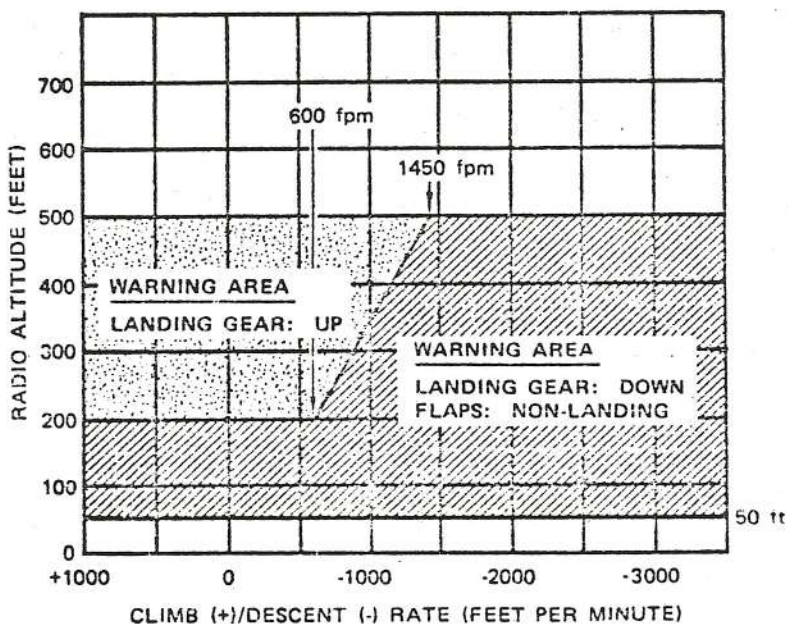 700
600
500
400
300
200
100
0
RADIO ALTITUDE (FEET)
600 fpm
1450 fpm
WARNING AREA
LANDING GEAR: UP
WARNING AREA
LANDING GEAR: DOWN
FLAPS: NON-LANDING
50 ft
+1000 0 -1000 -2000 -3000
CLIMB (+)/DESCENT (-) RATE (FEET PER MINUTE)